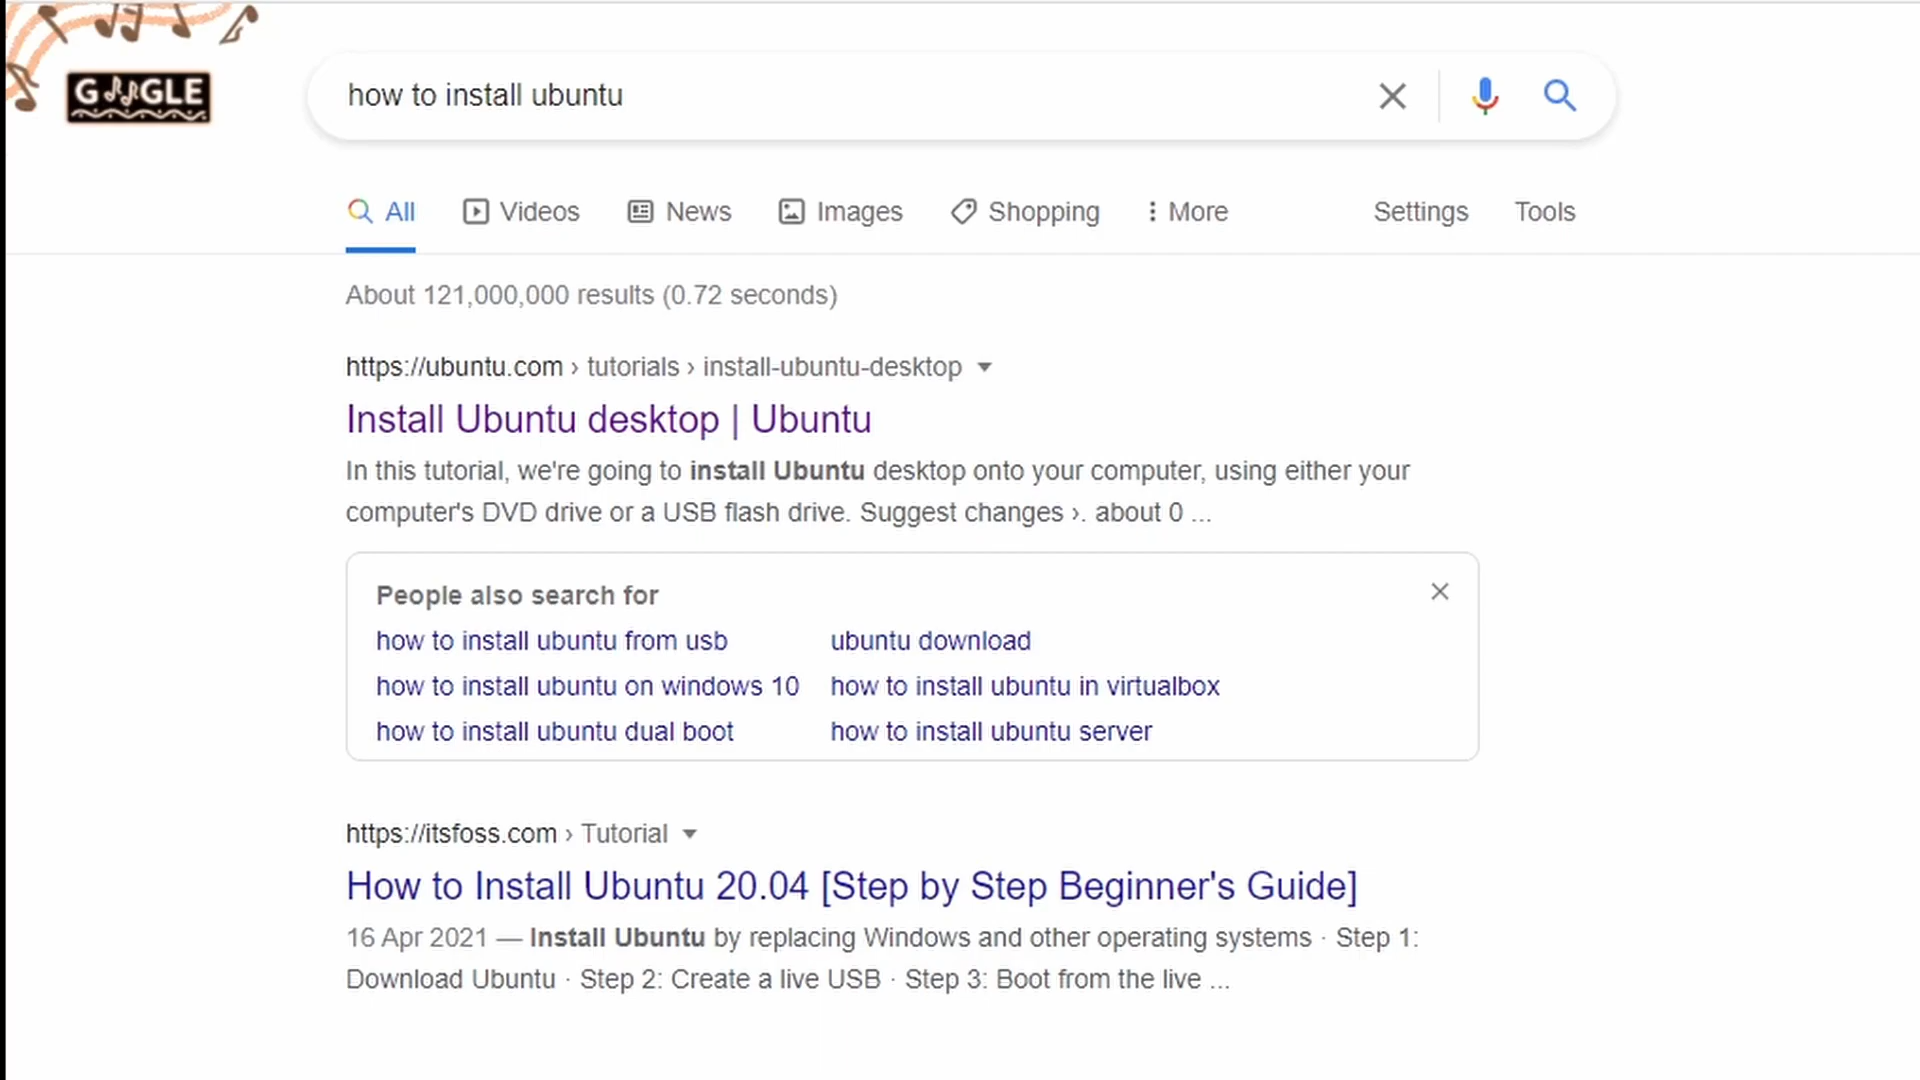 GOOGLE
how to install ubuntu
All Videos News Images Shopping More Settings Tools
About 121,000,000 results (0.72 seconds)
https://ubuntu.com › tutorials › install-ubuntu-desktop
Install Ubuntu desktop | Ubuntu
In this tutorial, we're going to install Ubuntu desktop onto your computer, using either your
computer's DVD drive or a USB flash drive. Suggest changes ›. about 0 ...
People also search for
how to install ubuntu from usb ubuntu download
how to install ubuntu on windows 10 how to install ubuntu in virtualbox
how to install ubuntu dual boot how to install ubuntu server
https://itsfoss.com › Tutorial
How to Install Ubuntu 20.04 [Step by Step Beginner's Guide]
16 Apr 2021 — Install Ubuntu by replacing Windows and other operating systems · Step 1:
Download Ubuntu · Step 2: Create a live USB · Step 3: Boot from the live ...